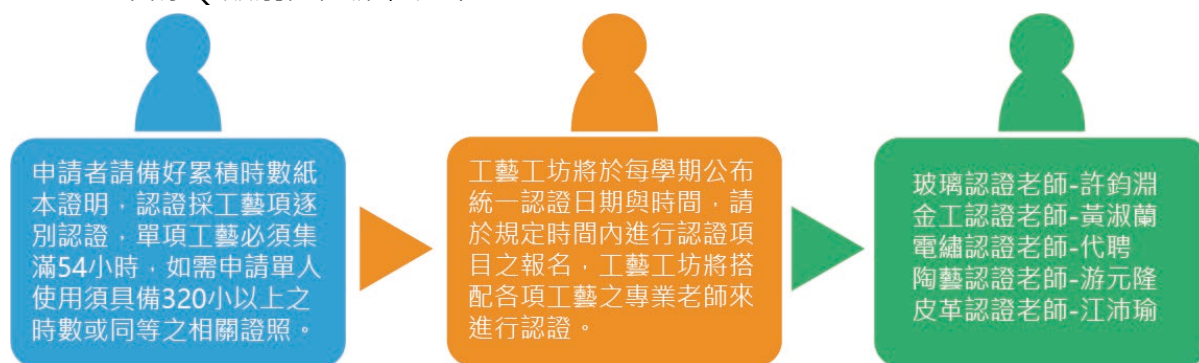 申請者請備好累積時數紙
本證明，認證採工藝項逐
別認證，單項工藝必須集
滿54小時，如需申請單人
使用須具備320小以上之
時數或同等之相關證照。
工藝工坊將於每學期公布
統一認證日期與時間，請
於規定時間內進行認證項
目之報名，工藝工坊將搭
配各項工藝之專業老師來
進行認證。
玻璃認證老師-許鈞淵
金工認證老師-黃淑蘭
電繡認證老師-代聘
陶藝認證老師-游元隆
皮革認證老師-江沛瑜